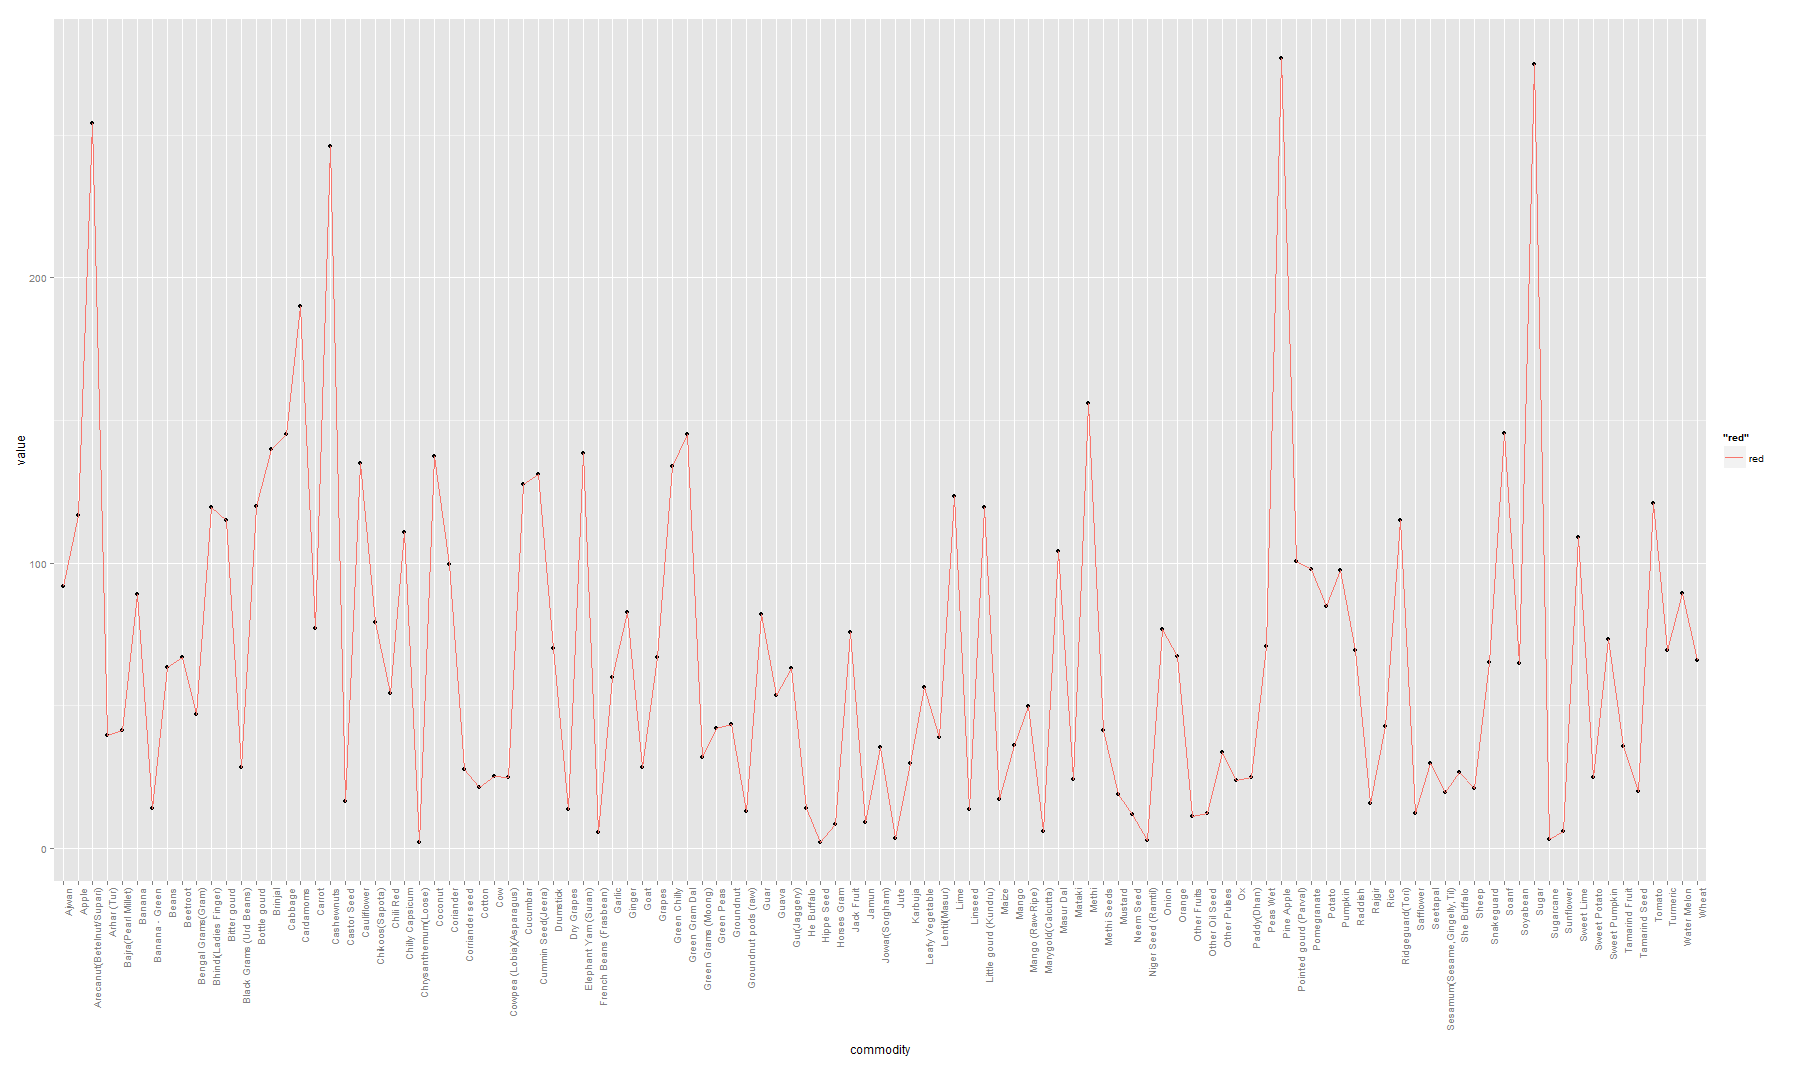 200
100
0
value
"red"
red
Ajwan
Apple
Arecanut(Betelnut/Supari)
Arhar (Tur)
Bajra(Pearl Millet)
Banana
Banana - Green
Beans
Beetroot
Bengal Grams(Gram)
Bhindi(Ladies Finger)
Bitter gourd
Black Grams (Urd Beans)
Bottle gourd
Brinjal
Cabbage
Cardamoms
Carrot
Cashewnuts
Castor Seed
Cauliflower
Chikoos(Sapota)
Chili Red
Chilly Capsicum
Chrysanthemum(Loose)
Coconut
Coriander
Corriander seed
Cotton
Cow
Cowpea (Lobia)(Asparagus)
Cucumbar
Cummin Seed(Jeera)
Drumstick
Dry Grapes
Elephant Yam (Suran)
French Beans (Frasbean)
Garlic
Ginger
Goat
Grapes
Green Chilly
Green Gram Dal
Green Grams (Moong)
Green Peas
Groundnut
Groundnut pods (raw)
Guar
Guava
Gur(Jaggery)
He Buffalo
Hippe Seed
Horses Gram
Jack Fruit
Jamun
Jowar(Sorgham)
Jute
Karbuja
Leafy Vegetable
Lentil(Masur)
Lime
Linseed
Little gourd (Kundru)
Maize
Mango
Mango (Raw-Ripe)
Marygold(Calcutta)
Masur Dal
Mataki
Methi
Methi Seeds
Mustard
Neem Seed
Niger Seed (Ramtil)
Onion
Orange
Other Fruits
Other Oil Seed
Other Pulses
Ox
Paddy(Dhan)
Peas Wet
Pine Apple
Pointed gourd (Parval)
Pomegranate
Potato
Pumpkin
Raddish
Rajgir
Rice
Ridgeguard(Tori)
Safflower
Seetapal
Sesamum(Sesame,Gingelly,Til)
She Buffalo
Sheep
Snakeguard
Soanf
Soyabean
Sugar
Sugarcane
Sunflower
Sweet Lime
Sweet Potato
Sweet Pumpkin
Tamarind Fruit
Tamarind Seed
Tomato
Turmeric
Water Melon
Wheat
commodity